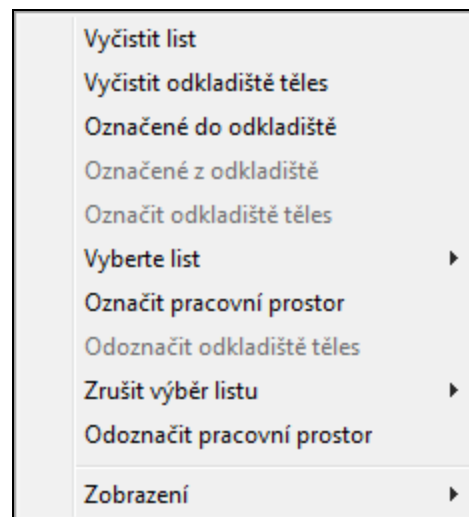 Vyčistit list
Vyčistit odkladiště těles
Označené do odkladiště
Označené z odkladiště
Označit odkladiště těles
Vyberte list
Označit pracovní prostor
Odoznačit odkladiště těles
Zrušit výběr listu
Odoznačit pracovní prostor
Zobrazení